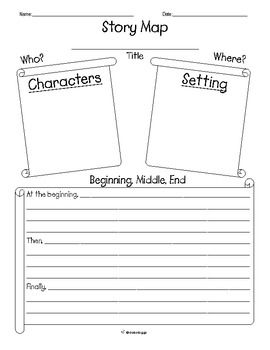 Name: Date:
Story Map
Title
Who? Where?
Characters Setting
Beginning, Middle, End
At the beginning,
Then,
Finally,